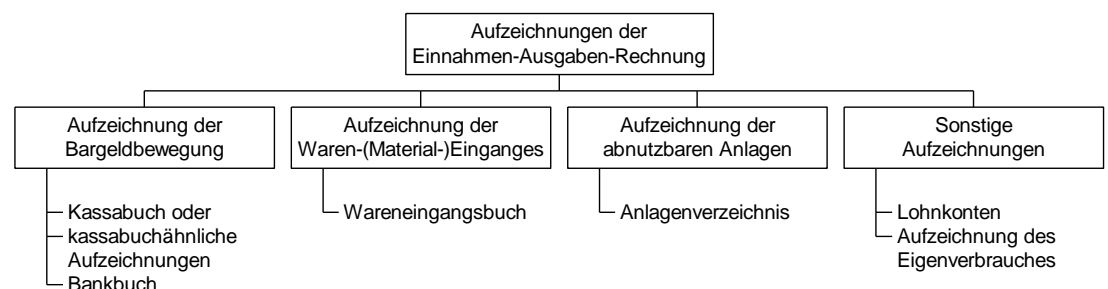 Aufzeichnungen der
Einnahmen-Ausgaben-Rechnung
Aufzeichnung der
Bargeldbewegung
Aufzeichnung der
Waren-(Material-)Einganges
Aufzeichnung der
abnutzbaren Anlagen
Sonstige
Aufzeichnungen
Kassabuch oder
kassabuchähnliche
Aufzeichnungen
Bankbuch
Wareneingangsbuch
Anlagenverzeichnis
Lohnkonten
Aufzeichnung des
Eigenverbrauches